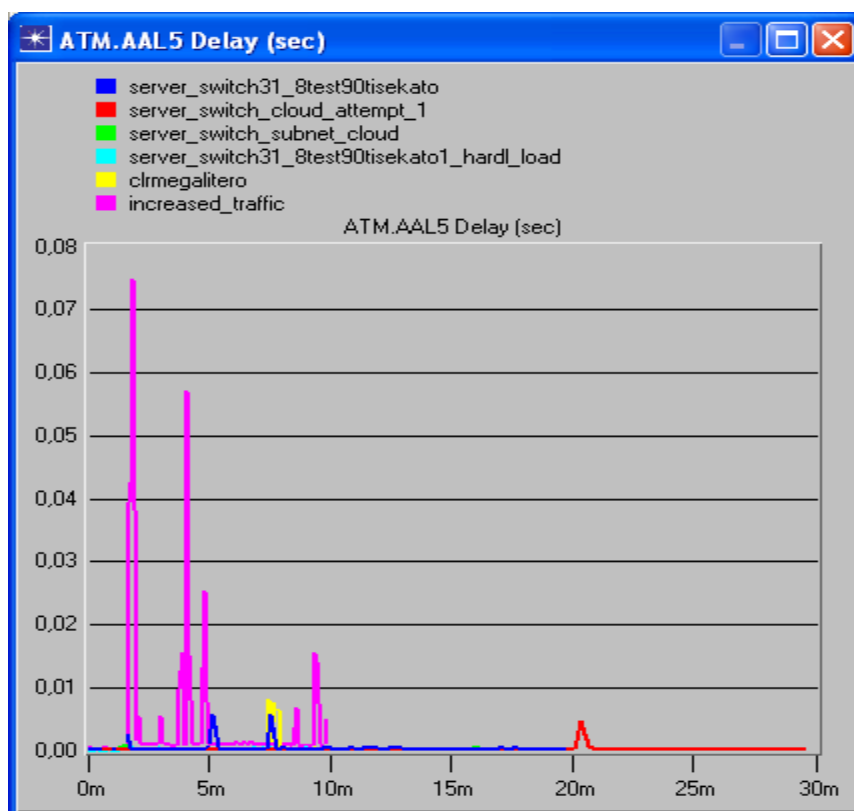 ATM.AAL5 Delay (sec)
server_switch31_8test90tisekato
server_switch_cloud_attempt_1
server_switch_subnet_cloud
server_switch31_8test90tisekato1_hardl_load
clrmegalitero
increased_traffic
ATM.AAL5 Delay (sec)
0,08
0,07
0,06
0,05
0,04
0,03
0,02
0,01
0,00
0m 5m 10m 15m 20m 25m 30m